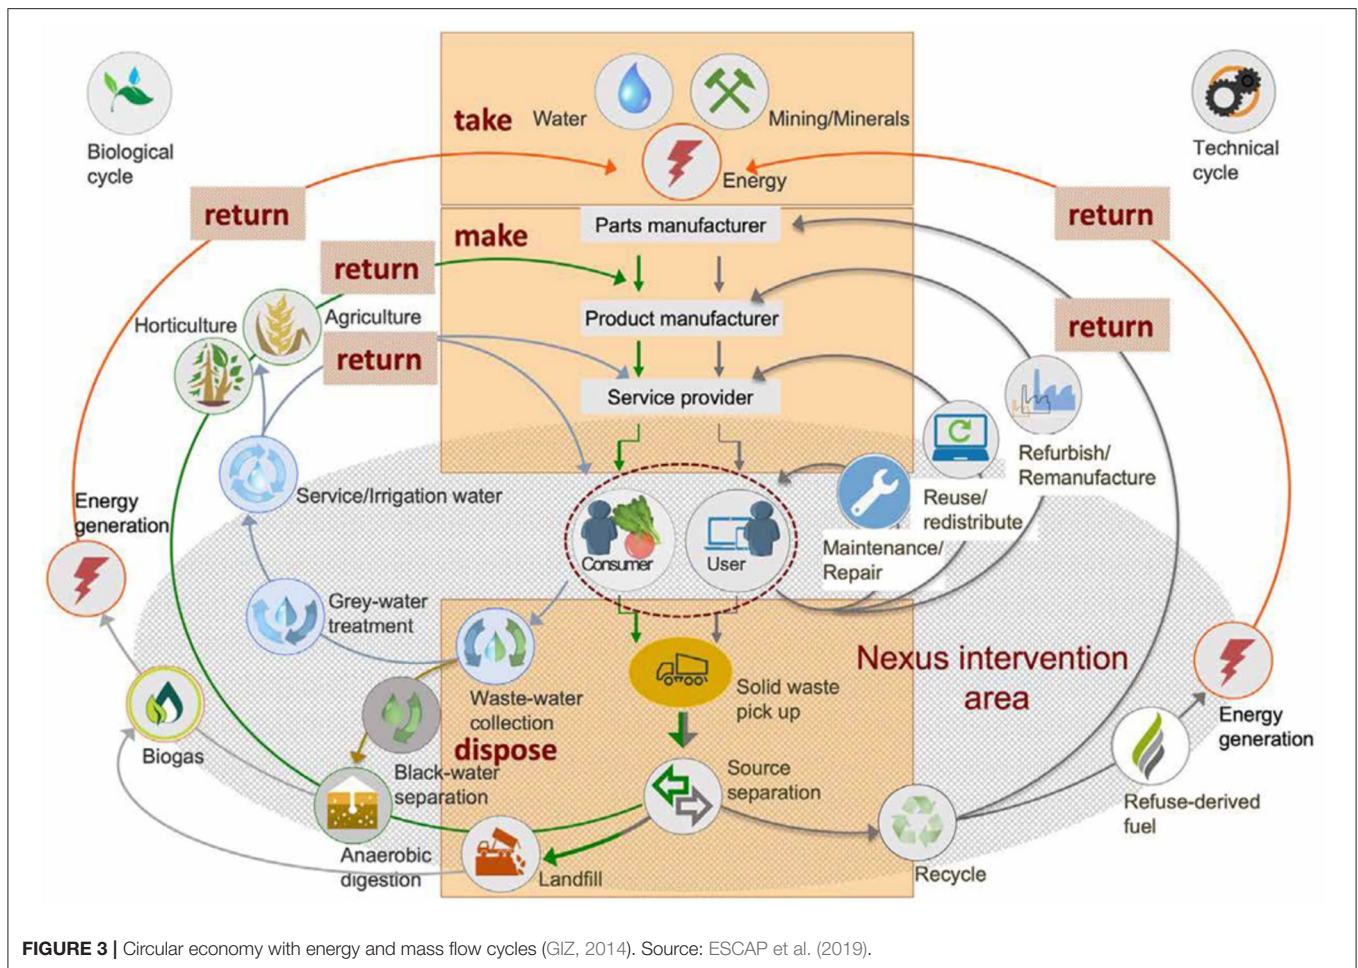 Biological
cycle
take
Water
Mining/Minerals
Energy
Technical
cycle
return
return
make
Parts manufacturer
return
Horticulture
Agriculture
return
Product manufacturer
return
Service provider
Refurbish/
Remanufacture
Reuse/
redistribute
Maintenance/
Repair
Service/Irrigation water
Energy
generation
Consumer
User
Grey-water
treatment
Nexus intervention
area
Waste-water
collection
Solid waste
pick up
dispose
Biogas
Black-water
separation
Source
separation
Energy
generation
Refuse-derived
fuel
Anaerobic
digestion
Landfill
Recycle
FIGURE 3 | Circular economy with energy and mass flow cycles (GIZ, 2014). Source: ESCAP et al. (2019).